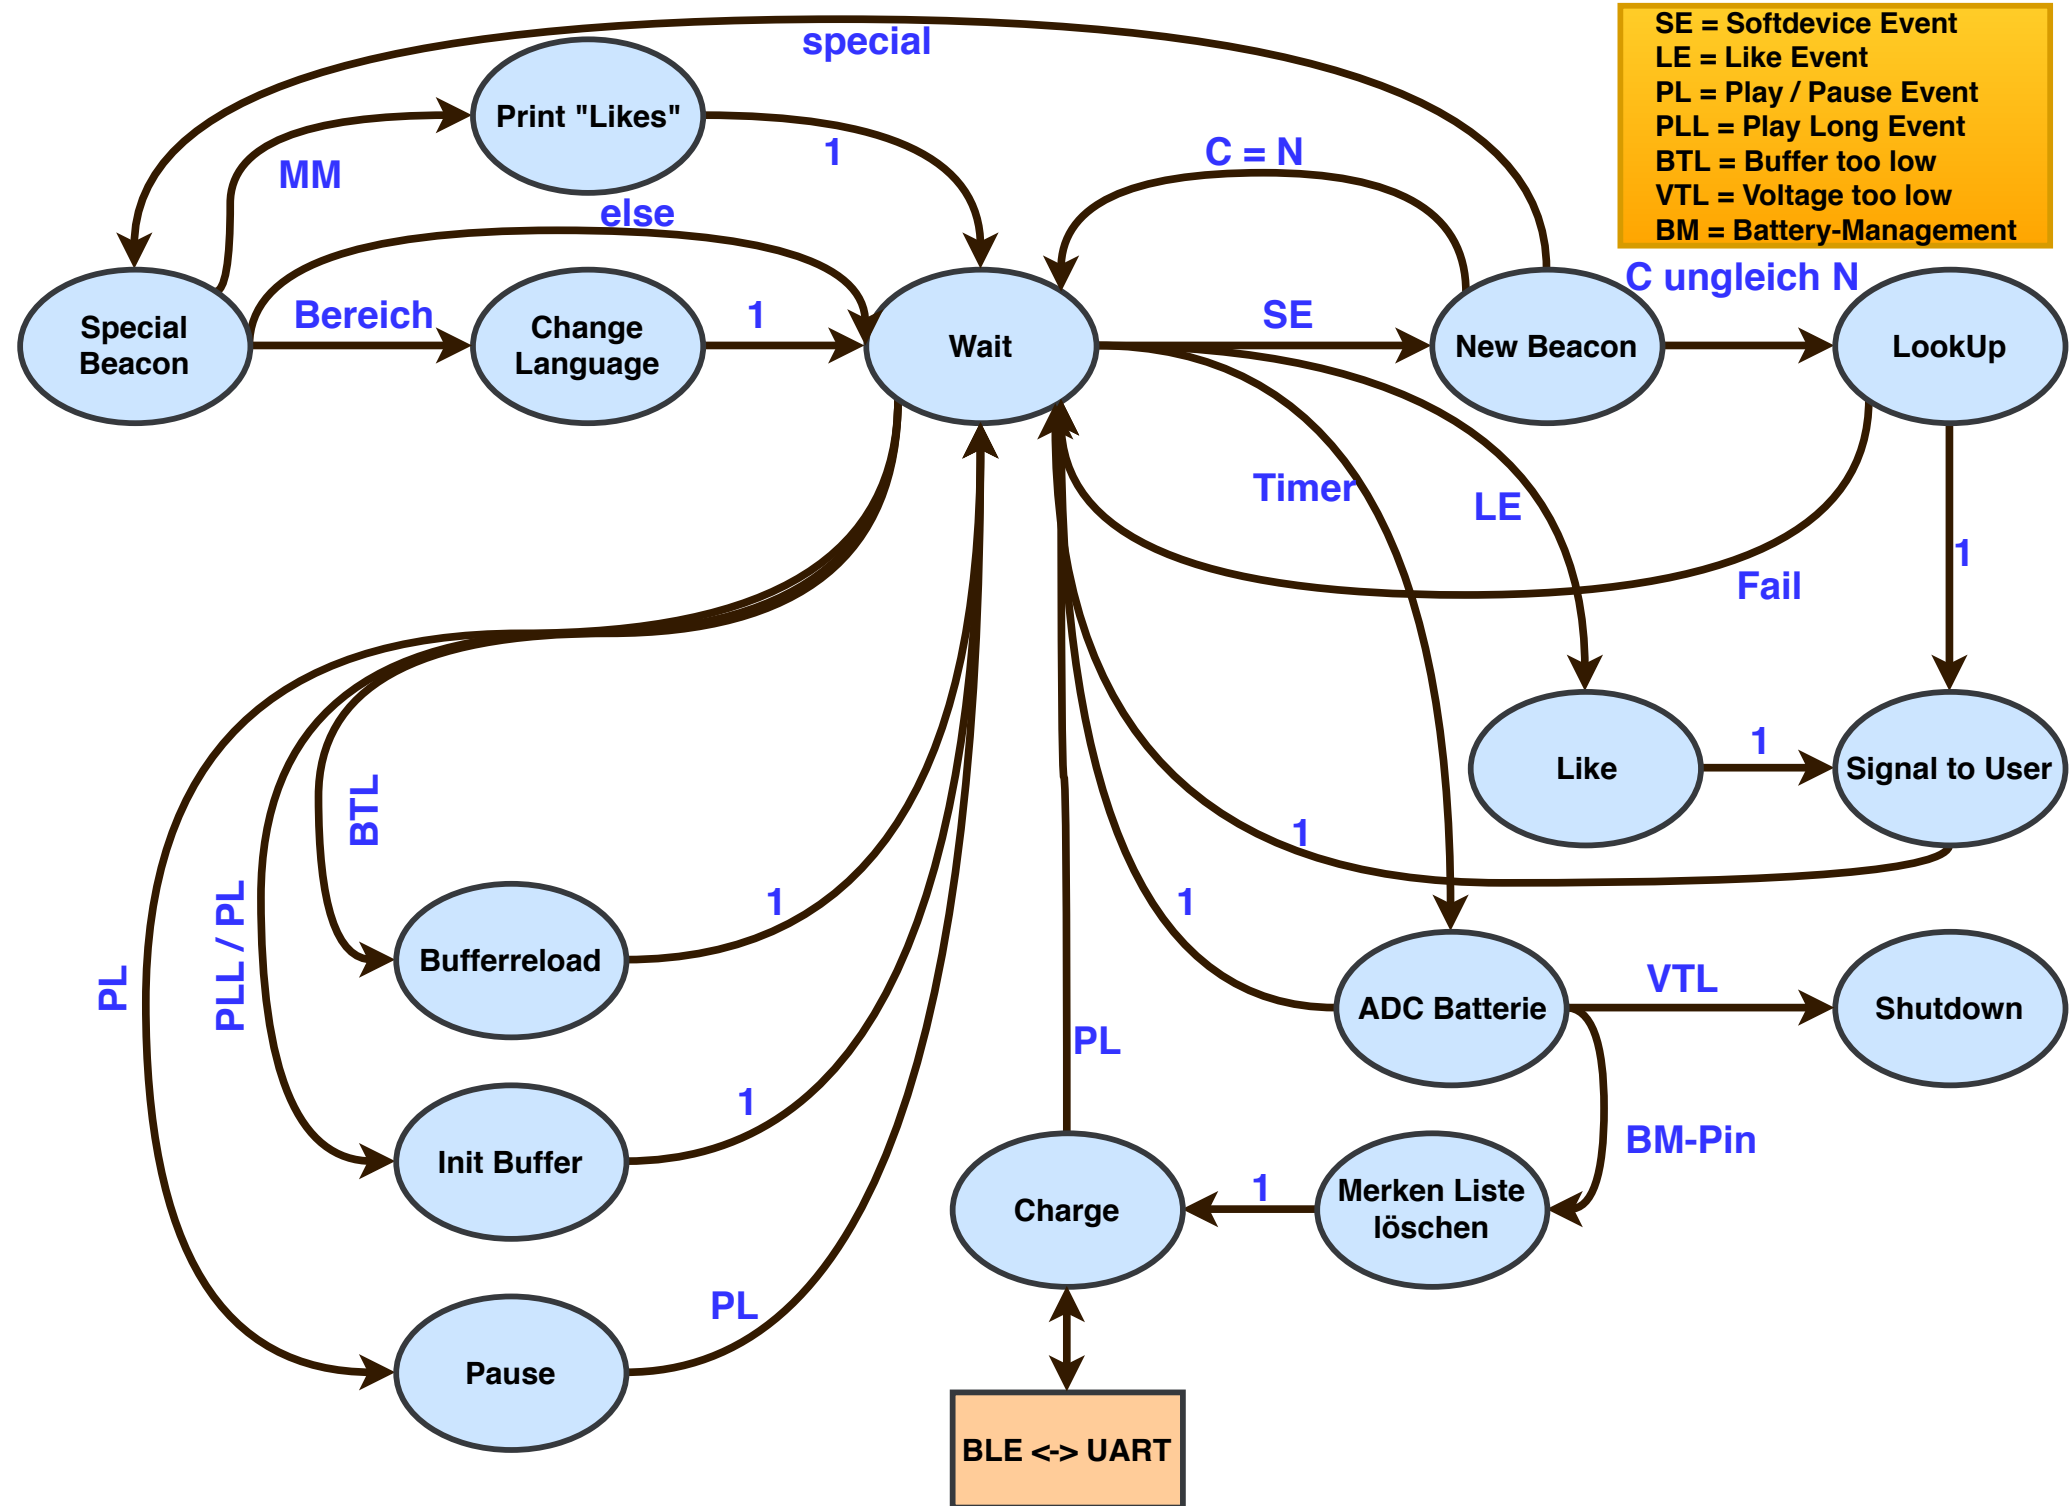 special
SE = Softdevice Event
LE = Like Event
PL = Play / Pause Event
PLL = Play Long Event
BTL = Buffer too low
VTL = Voltage too low
BM = Battery-Management
Print "Likes"
MM
1
C = N
else
Special
Beacon
Bereich
Change
Language
1
Wait
SE
New Beacon
C ungleich N
LookUp
Timer
LE
Fail
1
Like
1
Signal to User
BTL
1
PLL / PL
PL
Bufferreload
1
1
ADC Batterie
VTL
Shutdown
PL
Init Buffer
1
BM-Pin
Charge
1
Merken Liste
löschen
Pause
PL
BLE <-> UART